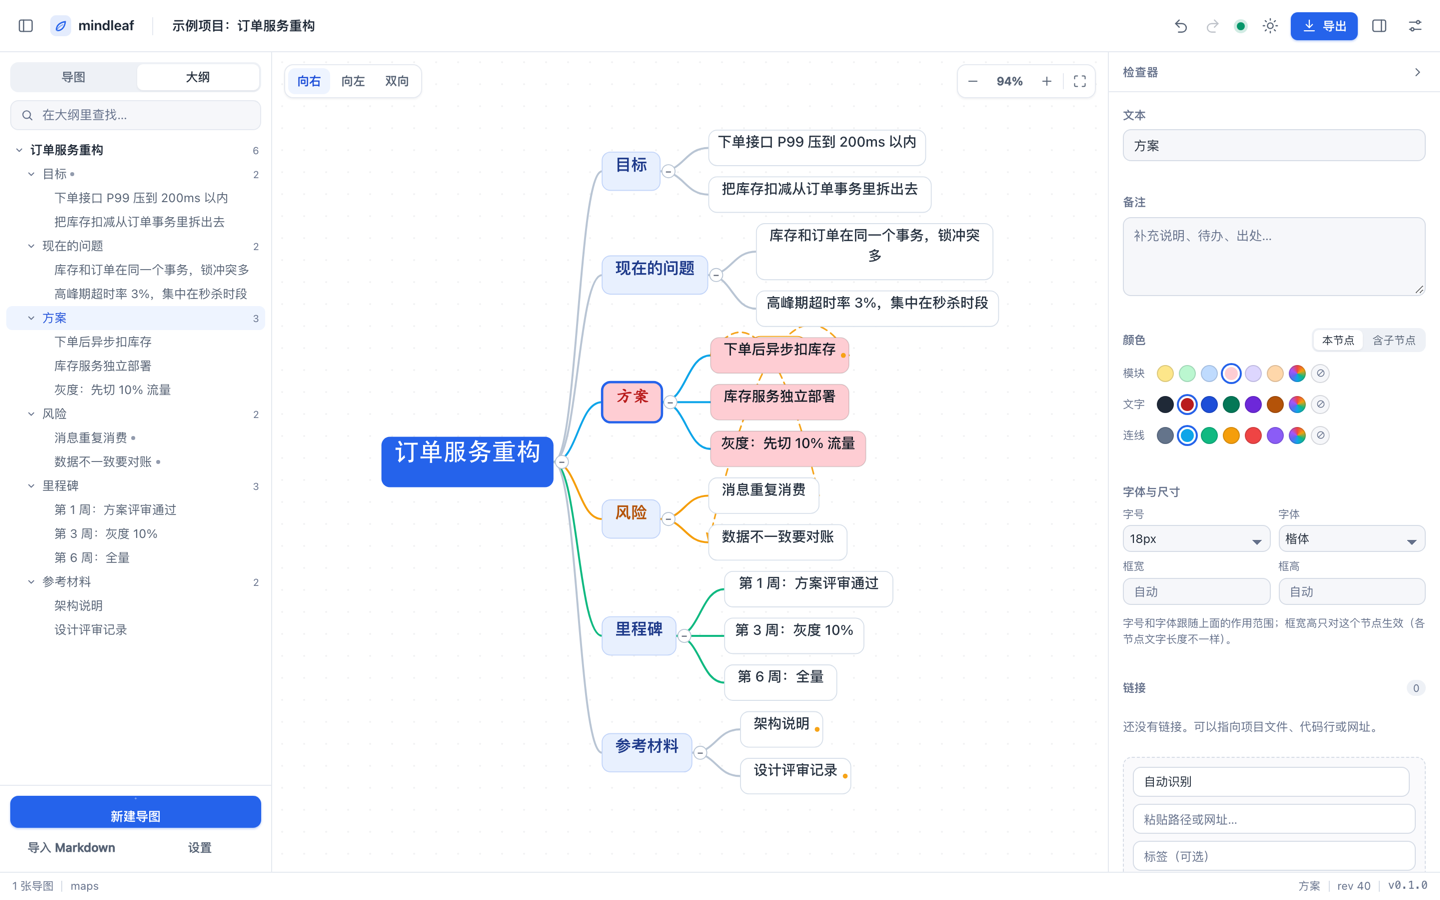 mindleaf
示例项目：订单服务重构
导出
导图
大纲
在大纲里查找...
订单服务重构 6
目标 2
下单接口 P99 压到 200ms 以内
把库存扣减从订单事务里拆出去
现在的问题 2
库存和订单在同一个事务，锁冲突多
高峰期超时率 3%，集中在秒杀时段
方案 3
下单后异步扣库存
库存服务独立部署
灰度：先切 10% 流量
风险 2
消息重复消费
数据不一致要对账
里程碑 3
第 1 周：方案评审通过
第 3 周：灰度 10%
第 6 周：全量
参考材料 2
架构说明
设计评审记录
新建导图
导入 Markdown
设置
1 张导图
maps
向右
向左
双向
94%
订单服务重构
目标
下单接口 P99 压到 200ms 以内
把库存扣减从订单事务里拆出去
现在的问题
库存和订单在同一个事务，锁冲突
多
高峰期超时率 3%，集中在秒杀时段
方案
下单后异步扣库存
库存服务独立部署
灰度：先切 10% 流量
风险
消息重复消费
数据不一致要对账
里程碑
第 1 周：方案评审通过
第 3 周：灰度 10%
第 6 周：全量
参考材料
架构说明
设计评审记录
检查器
文本
方案
备注
补充说明、待办、出处...
颜色
本节点
含子节点
模块
文字
连线
字体与尺寸
字号
字体
18px
楷体
框宽
框高
自动
自动
字号和字体跟随上面的作用范围；框宽高只对这个节点生效（各
节点文字长度不一样）。
链接 0
还没有链接。可以指向项目文件、代码行或网址。
自动识别
粘贴路径或网址...
标签（可选）
方案
rev 40
v0.1.0